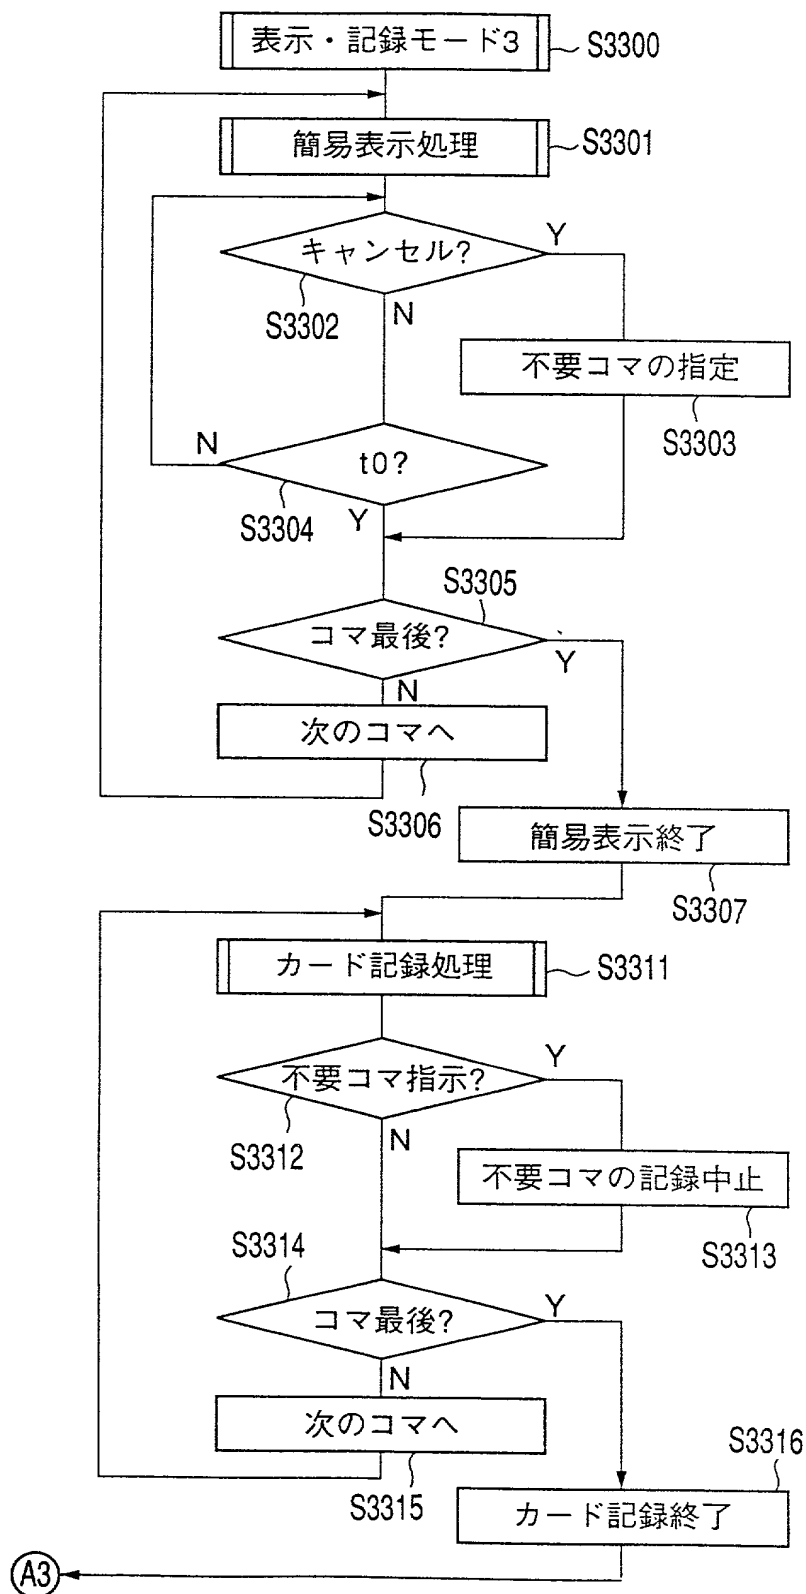 表示・記録モード3
S3300
簡易表示処理
S3301
キャンセル?
Y
S3302
N
不要コマの指定
S3303
N
t0?
S3304
Y
S3305
コマ最後?
Y
N
次のコマへ
S3306
簡易表示終了
S3307
カード記録処理
S3311
不要コマ指示?
Y
S3312
N
不要コマの記録中止
S3313
S3314
コマ最後?
Y
N
次のコマへ
S3315
S3316
カード記録終了
A3